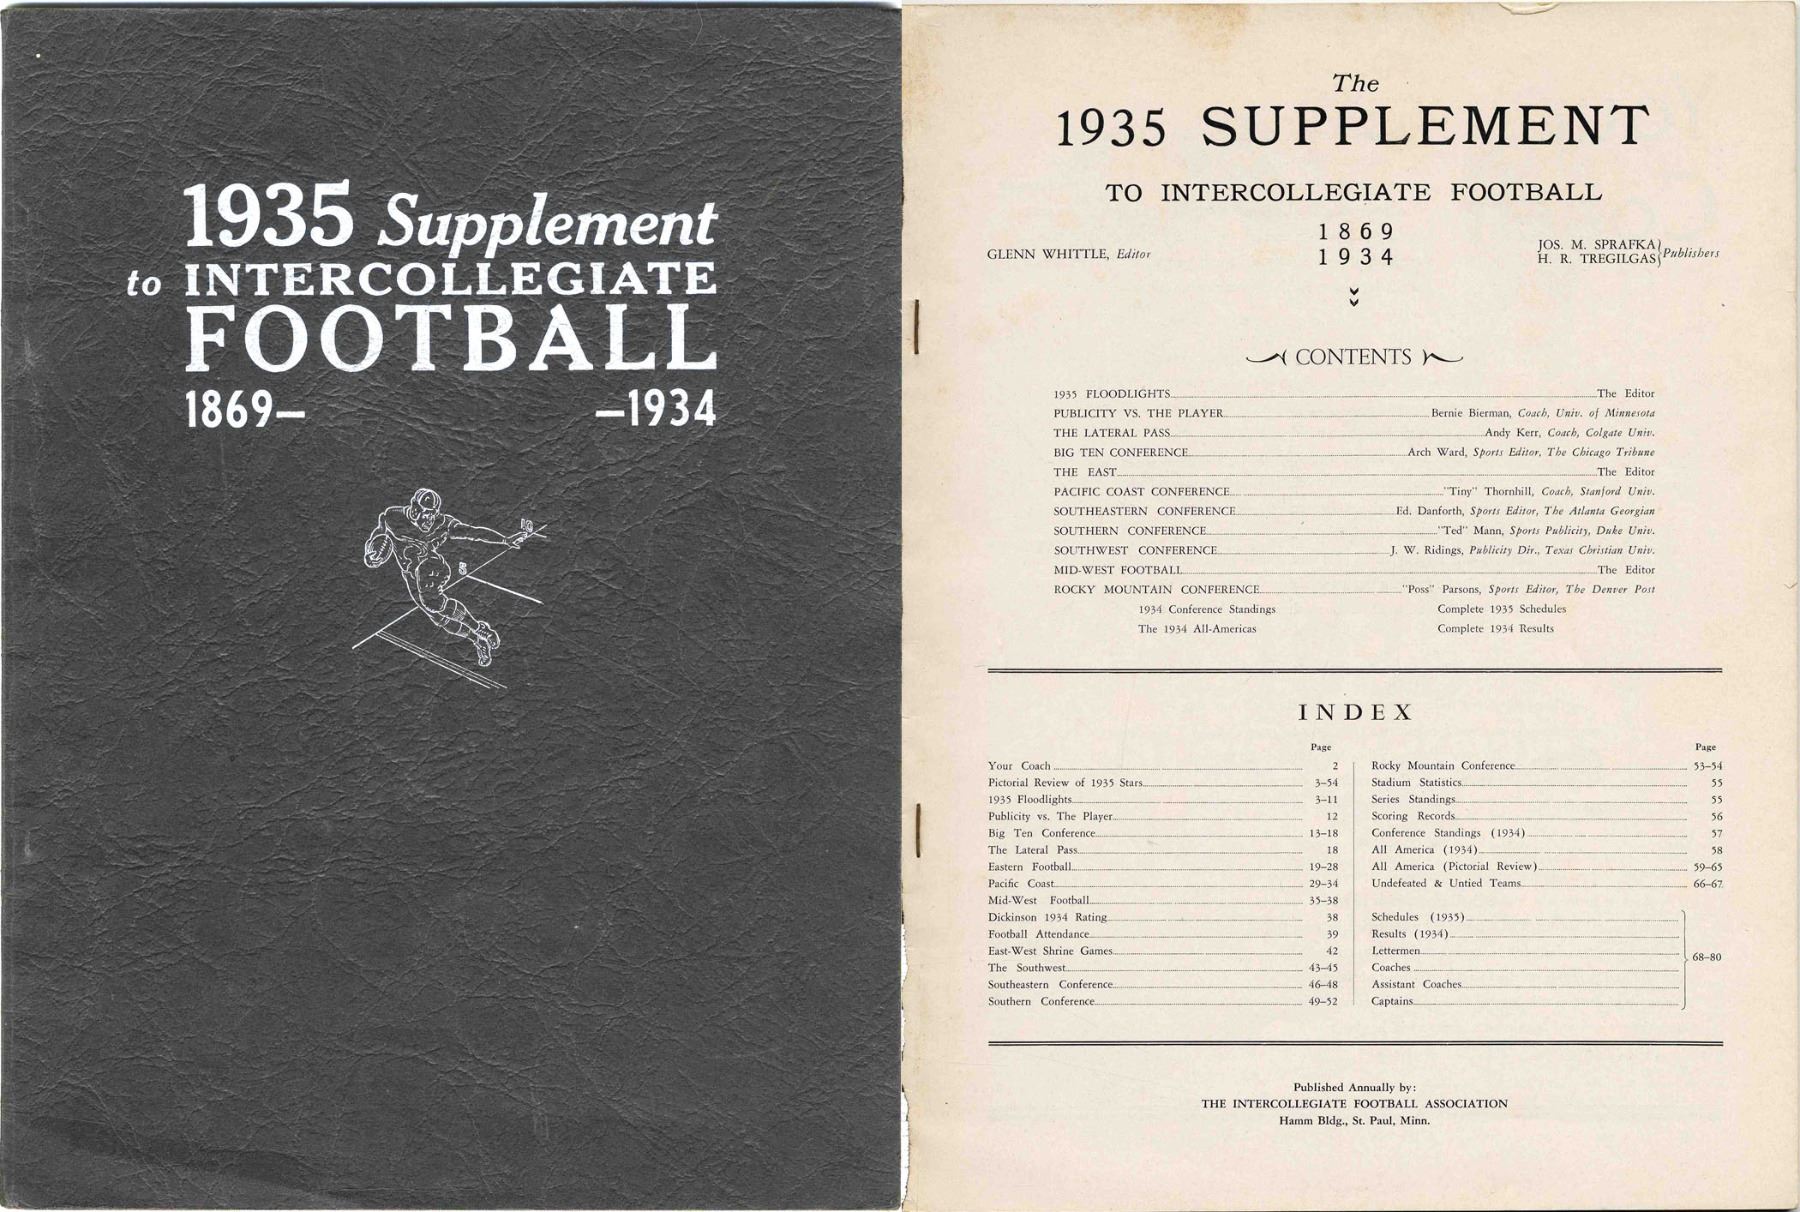 1935 Supplement
to INTERCOLLEGIATE
FOOTBALL
1869— —1934
The
1935 SUPPLEMENT
TO INTERCOLLEGIATE FOOTBALL
1869
1934
GLENN WHITTLE, Editor
JOS. M. SPRAFKA
H. R. TREGILGAS
Publishers
CONTENTS
1935 FLOODLIGHTS The Editor
PUBLICITY VS. THE PLAYER Bernie Bierman, Coach, Univ. of Minnesota
THE LATERAL PASS Andy Kerr, Coach, Colgate Univ.
BIG TEN CONFERENCE Arch Ward, Sports Editor, The Chicago Tribune
THE EAST The Editor
PACIFIC COAST CONFERENCE "Tiny" Thornhill, Coach, Stanford Univ.
SOUTHEASTERN CONFERENCE Ed. Danforth, Sports Editor, The Atlanta Georgian
SOUTHERN CONFERENCE "Ted" Mann, Sports Publicity, Duke Univ.
SOUTHWEST CONFERENCE J. W. Ridings, Publicity Dir., Texas Christian Univ.
MID-WEST FOOTBALL The Editor
ROCKY MOUNTAIN CONFERENCE "Poss" Parsons, Sports Editor, The Denver Post
1934 Conference Standings Complete 1935 Schedules
The 1934 All-Americas Complete 1934 Results
INDEX
Page
Your Coach 2
Pictorial Review of 1935 Stars 3–54
1935 Floodlights 3–11
Publicity vs. The Player 12
Big Ten Conference 13–18
The Lateral Pass 18
Eastern Football 19–28
Pacific Coast 29–34
Mid-West Football 35–38
Dickinson 1934 Rating 38
Football Attendance 39
East-West Shrine Games 42
The Southwest 43–45
Southeastern Conference 46–48
Southern Conference 49–52
Page
Rocky Mountain Conference 53–54
Stadium Statistics 55
Series Standings 55
Scoring Records 56
Conference Standings (1934) 57
All America (1934) 58
All America (Pictorial Review) 59–65
Undefeated & Untied Teams 66–67
Schedules (1935)
Results (1934)
Lettermen
Coaches
Assistant Coaches
Captains
68–80
Published Annually by:
THE INTERCOLLEGIATE FOOTBALL ASSOCIATION
Hamm Bldg., St. Paul, Minn.